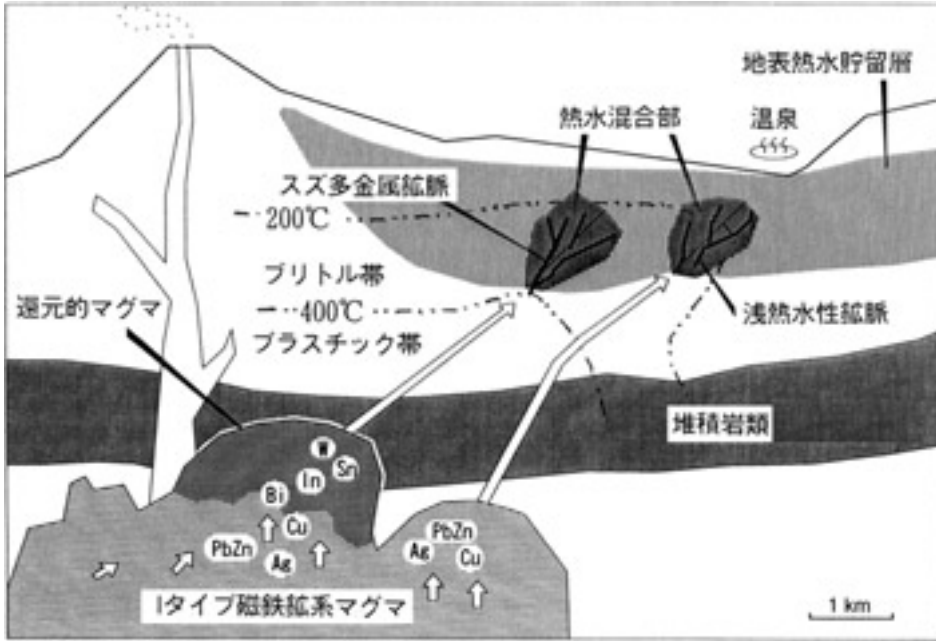 地表熱水貯留層
熱水混合部
温泉
スズ多金属鉱脈
200℃
ブリトル帯
還元的マグマ
400℃
浅熱水性鉱脈
プラスチック帯
堆積岩類
W
Sn
In
Bi
Cu
PbZn
Ag
PbZn
Ag
Cu
Iタイプ磁鉄鉱系マグマ
1 km